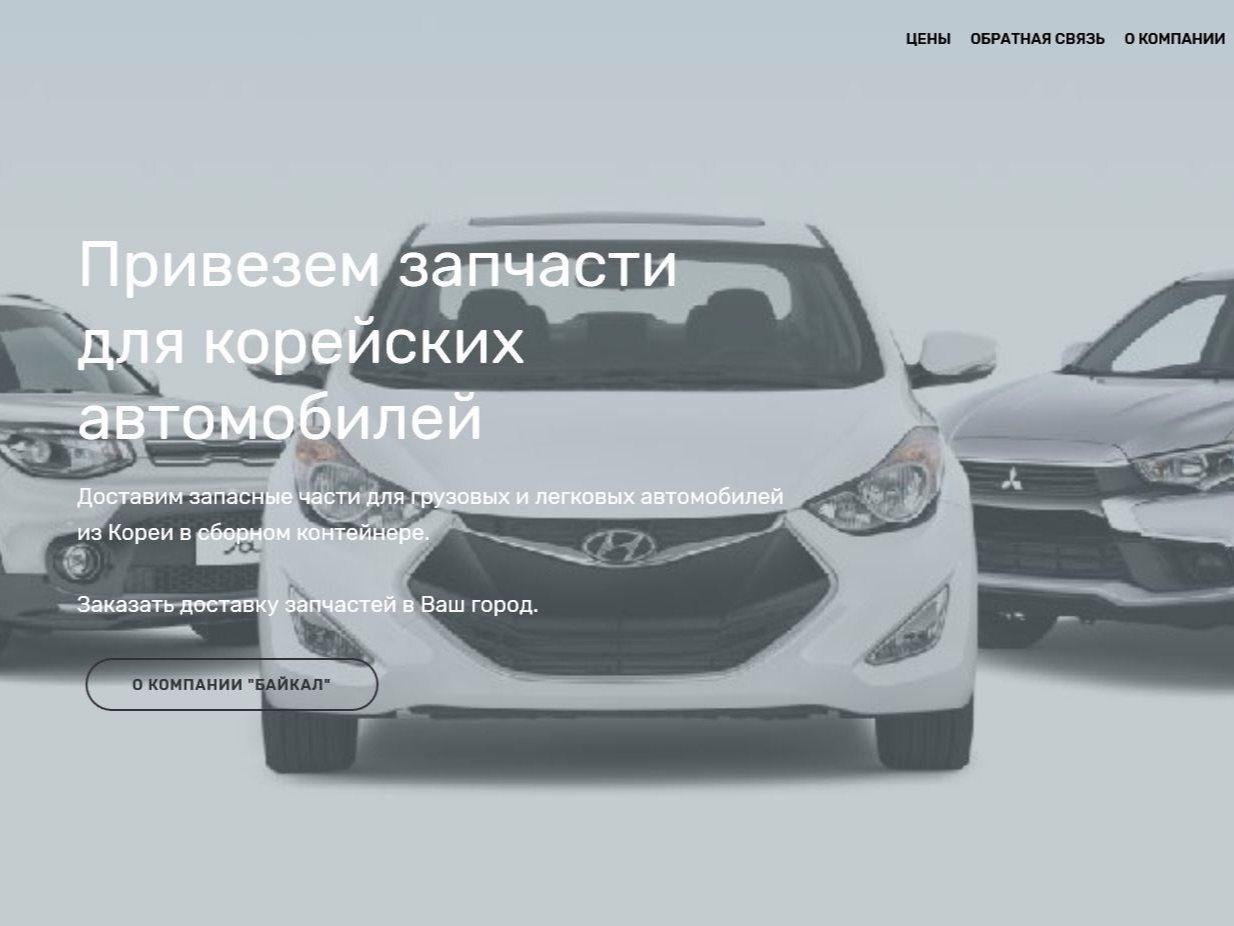 ЦЕНЫ ОБРАТНАЯ СВЯЗЬ О КОМПАНИИ
Привезем запчасти
для корейских
автомобилей
Доставим запасные части для грузовых и легковых автомобилей
из Кореи в сборном контейнере.
Заказать доставку запчастей в Ваш город.
О КОМПАНИИ "БАЙКАЛ"